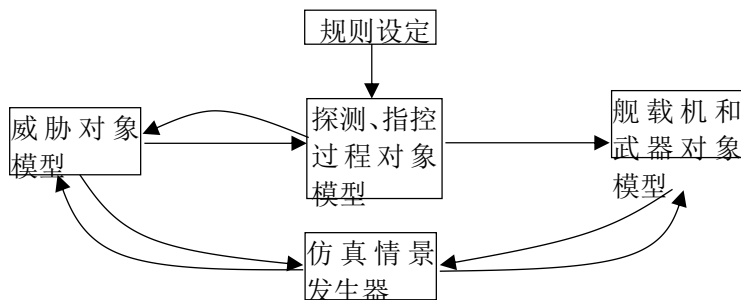 规则设定
威胁对象
模型
探测、指控
过程对象
模型
舰载机和
武器对象
模型
仿真情景
发生器